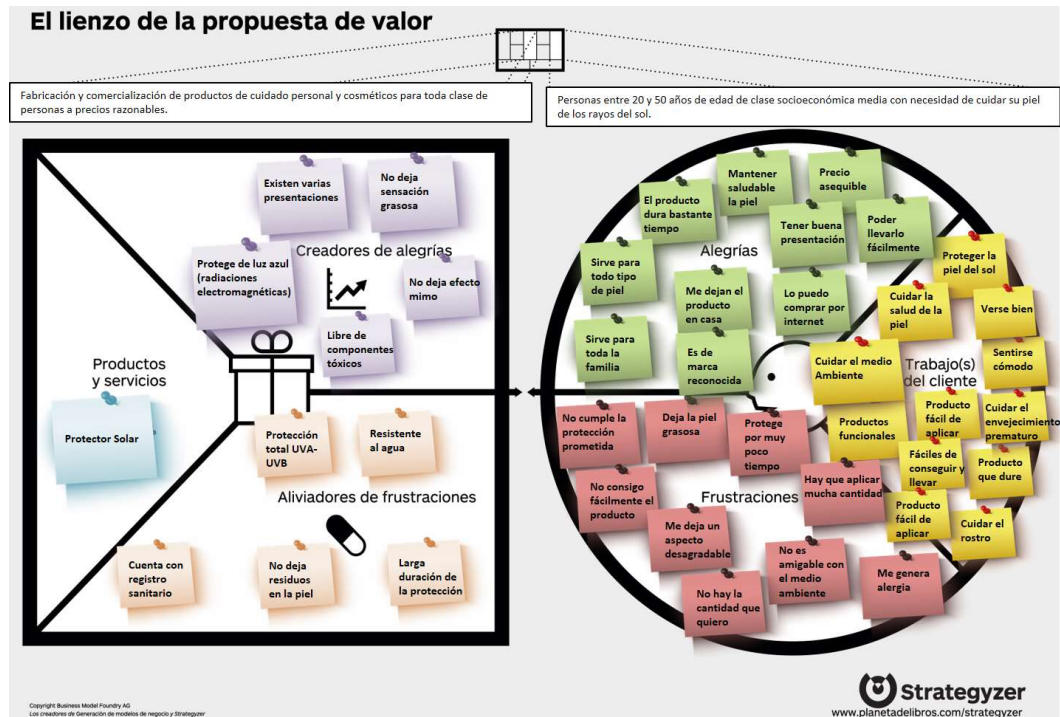 El lienzo de la propuesta de valor
Fabricación y comercialización de productos de cuidado personal y cosméticos para toda clase de
personas a precios razonables.
Personas entre 20 y 50 años de edad de clase socioeconómica media con necesidad de cuidar su piel
de los rayos del sol.
Existen varias
presentaciones
No deja
sensación
grasosa
Creadores de alegrías
Protege de luz azul
(radiaciones
electromagnéticas)
No deja efecto
mimo
Libre de
componentes
tóxicos
Productos
y servicios
Protector Solar
Protección
total UVA-
UVB
Resistente
al agua
Aliviadores de frustraciones
Cuenta con
registro
sanitario
No deja
residuos
en la piel
Larga
duración de
la protección
Mantener
saludable
la piel
Precio
asequible
El producto
dura bastante
tiempo
Tener buena
presentación
Poder
llevarlo
fácilmente
Alegrías
Sirve para
todo tipo
de piel
Me dejan el
producto
en casa
Lo puedo
comprar por
internet
Sirve para
toda la
familia
Es de
marca
reconocida
Proteger la
piel del sol
Cuidar la
salud de la
piel
Verse bien
Cuidar el medio
Ambiente
Trabajo(s)
del cliente
Sentirse
cómodo
Productos
funcionales
Producto
fácil de
aplicar
Cuidar el
envejecimiento
prematuro
Fáciles de
conseguir y
llevar
Producto
que dure
Producto
fácil de
aplicar
Cuidar el
rostro
No cumple la
protección
prometida
Deja la piel
grasosa
Protege
por muy
poco
tiempo
Hay que aplicar
mucha cantidad
No consigo
fácilmente el
producto
Frustraciones
Me deja un
aspecto
desagradable
No es
amigable con
el medio
ambiente
Me genera
alergia
No hay la
cantidad que
quiero
Copyright Business Model Foundry AG
Los creadores de Generación de modelos de negocio y Strategyzer
Strategyzer
www.planetadelibros.com/strategyzer